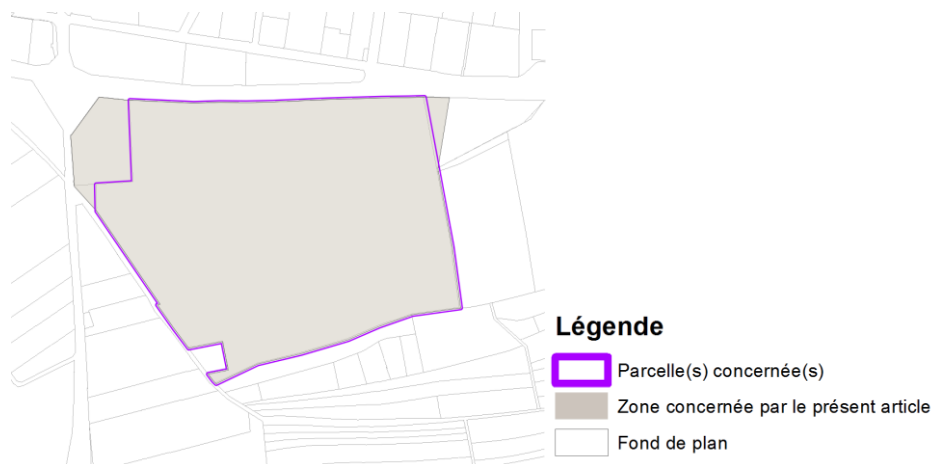 Légende
Parcelle(s) concernée(s)
Zone concernée par le présent article
Fond de plan